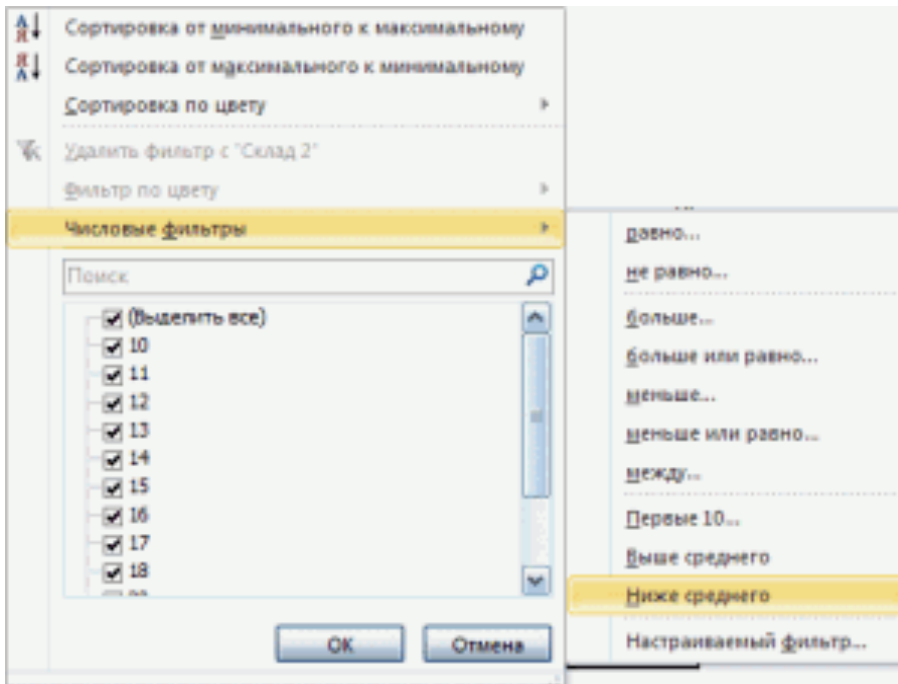 Сортировка от минимального к максимальному
Сортировка от максимального к минимальному
Сортировка по цвету
Удалить фильтр с "Склад 2"
Фильтр по цвету
Числовые фильтры
Поиск
(Выделить все)
10
11
12
13
14
15
16
17
18
ОК
Отмена
равно...
не равно...
больше...
больше или равно...
меньше...
меньше или равно...
между...
Первые 10...
Выше среднего
Ниже среднего
Настраиваемый фильтр...